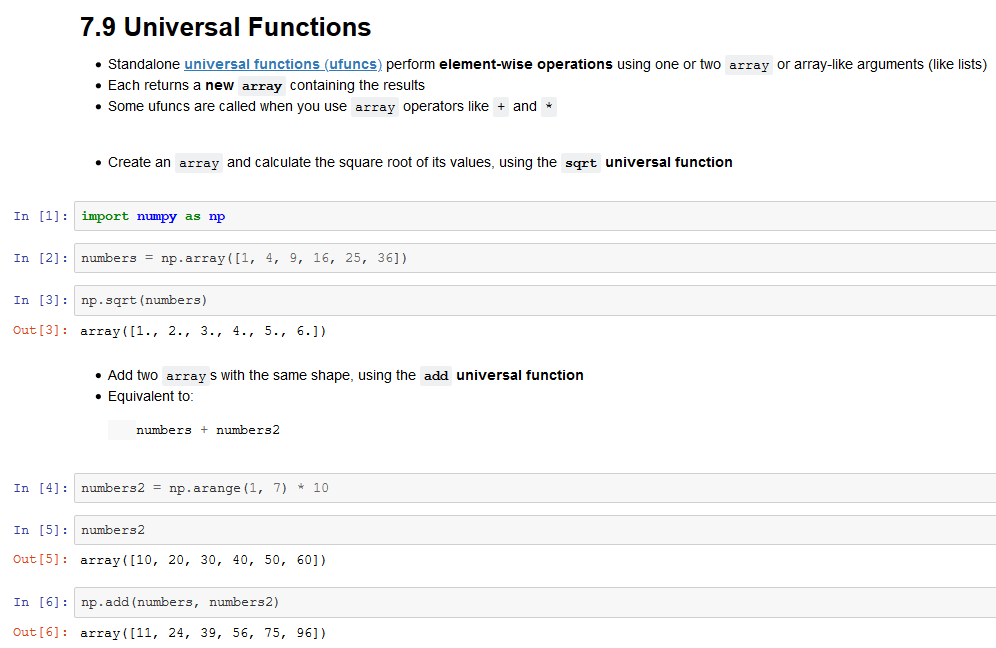 7.9 Universal Functions
• Standalone universal functions (ufuncs) perform element-wise operations using one or two array or array-like arguments (like lists)
• Each returns a new array containing the results
• Some ufuncs are called when you use array operators like + and *
• Create an array and calculate the square root of its values, using the sqrt universal function
In [1]: import numpy as np
In [2]: numbers = np.array([1, 4, 9, 16, 25, 36])
In [3]: np.sqrt(numbers)
Out[3]: array([1., 2., 3., 4., 5., 6.])
• Add two array s with the same shape, using the add universal function
• Equivalent to:
numbers + numbers2
In [4]: numbers2 = np.arange(1, 7) * 10
In [5]: numbers2
Out[5]: array([10, 20, 30, 40, 50, 60])
In [6]: np.add(numbers, numbers2)
Out[6]: array([11, 24, 39, 56, 75, 96])